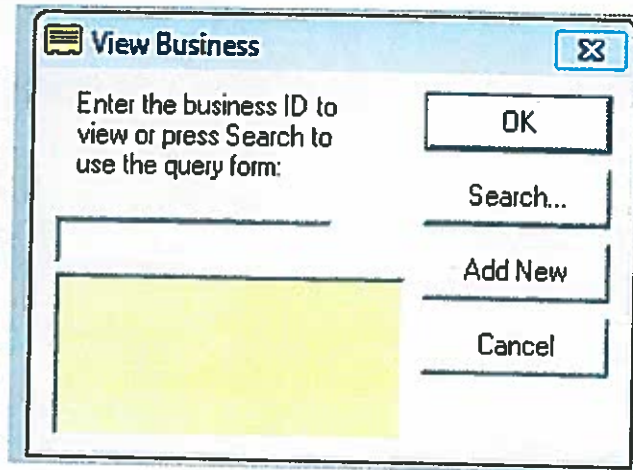 View Business
Enter the business ID to
view or press Search to
use the query form:
OK
Search...
Add New
Cancel